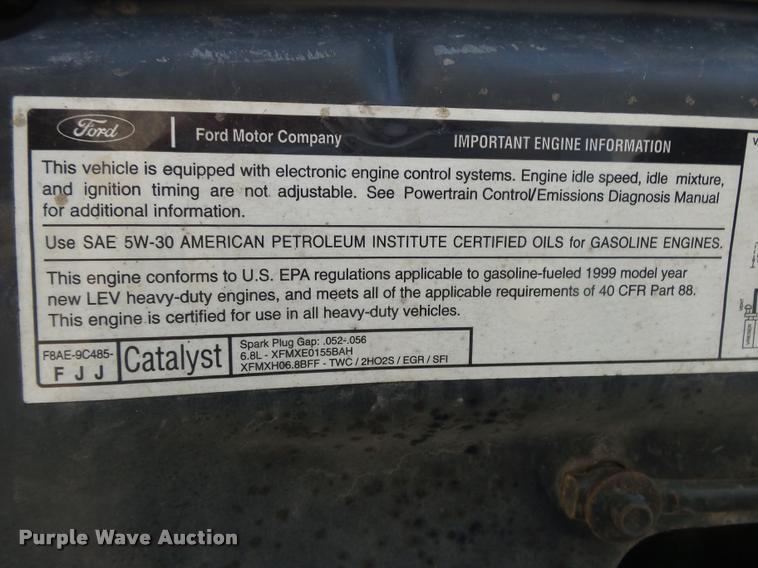 Ford
Ford Motor Company
IMPORTANT ENGINE INFORMATION
This vehicle is equipped with electronic engine control systems. Engine idle speed, idle mixture,
and ignition timing are not adjustable. See Powertrain Control/Emissions Diagnosis Manual
for additional information.
Use SAE 5W-30 AMERICAN PETROLEUM INSTITUTE CERTIFIED OILS for GASOLINE ENGINES.
This engine conforms to U.S. EPA regulations applicable to gasoline-fueled 1999 model year
new LEV heavy-duty engines, and meets all of the applicable requirements of 40 CFR Part 88.
This engine is certified for use in all heavy-duty vehicles.
F8AE-9C485-
F J J
Catalyst
Spark Plug Gap: .052-.056
6.8L - XFMXE0155BAH
XFMXH06.8BFF - TWC / 2HO2S / EGR / SFI
Purple Wave Auction